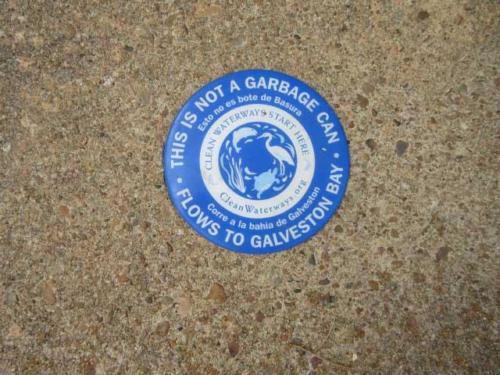 THIS IS NOT A GARBAGE CAN
Esto no es bote de Basura
CLEAN WATERWAYS START HERE
CleanWaterways.org
Corre a la bahia de Galveston
FLOWS TO GALVESTON BAY